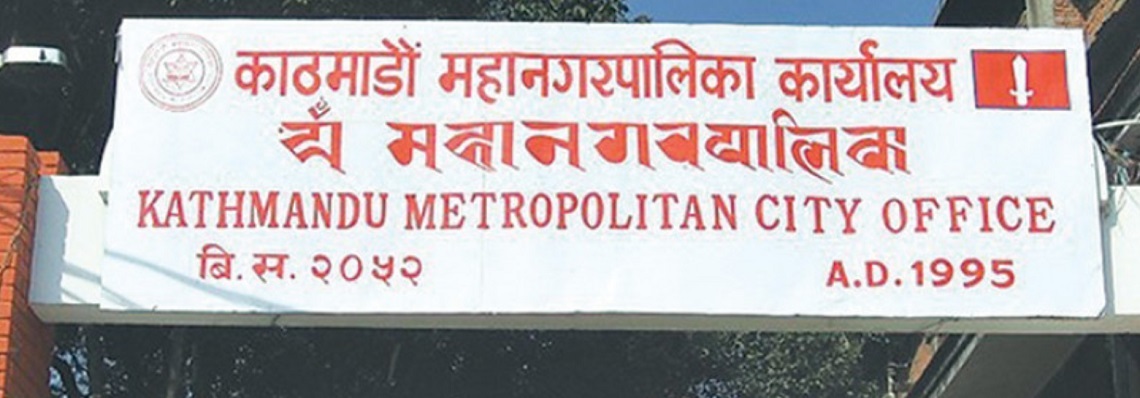 काठमाडौं महानगरपालिका कार्यालय
KATHMANDU METROPOLITAN CITY OFFICE
बि.स. २०५२
A.D. 1995